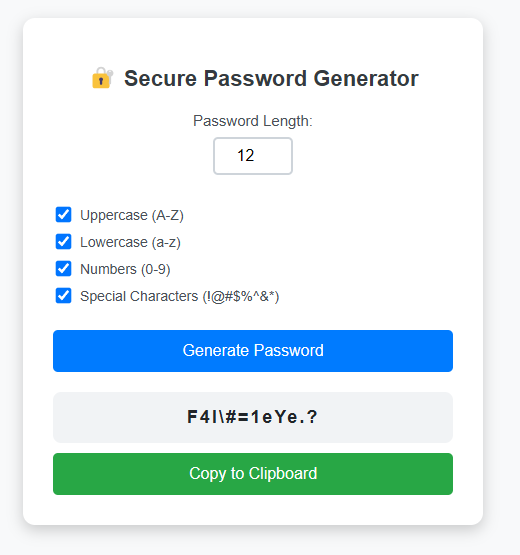 Secure Password Generator
Password Length:
12
Uppercase (A-Z)
Lowercase (a-z)
Numbers (0-9)
Special Characters (!@#$%^&*)
Generate Password
F4l\#=1eYe.?
Copy to Clipboard